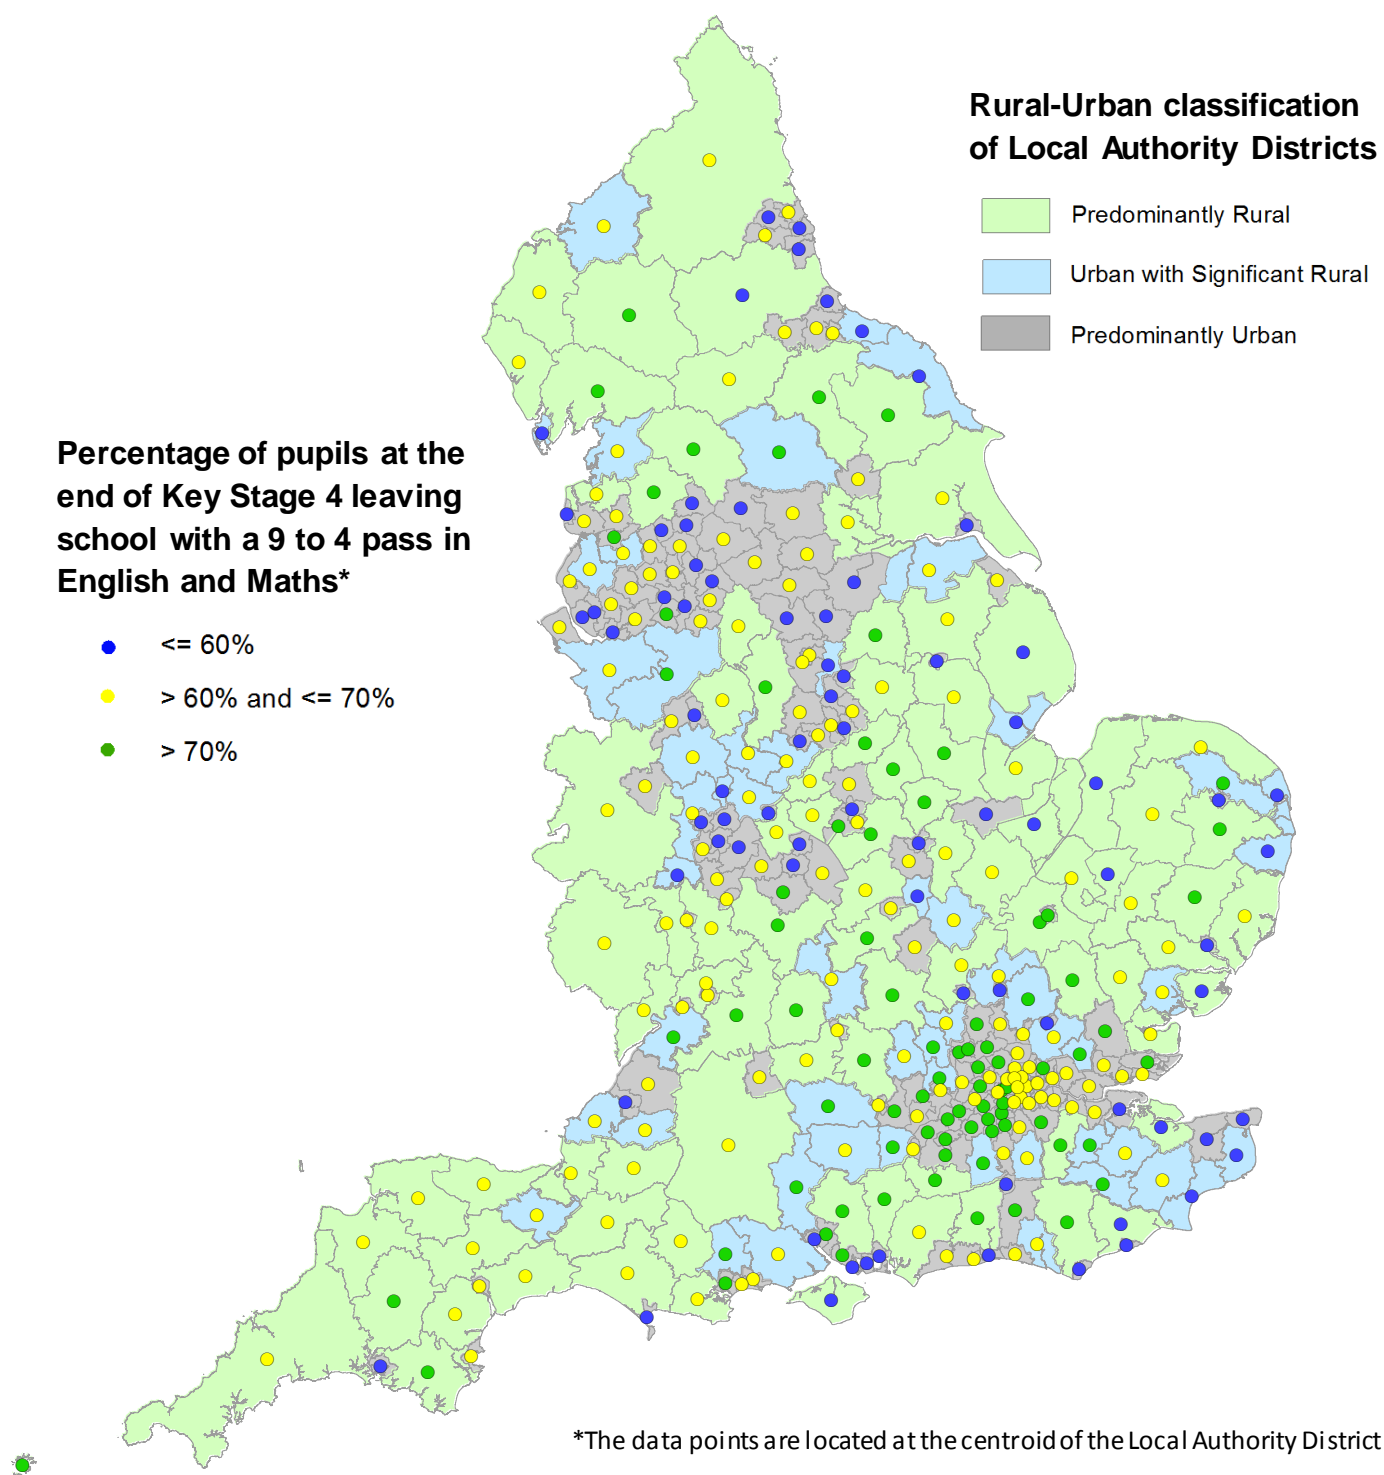 Rural-Urban classification
of Local Authority Districts
Predominantly Rural
Urban with Significant Rural
Predominantly Urban
Percentage of pupils at the
end of Key Stage 4 leaving
school with a 9 to 4 pass in
English and Maths*
<= 60%
> 60% and <= 70%
> 70%
*The data points are located at the centroid of the Local Authority District